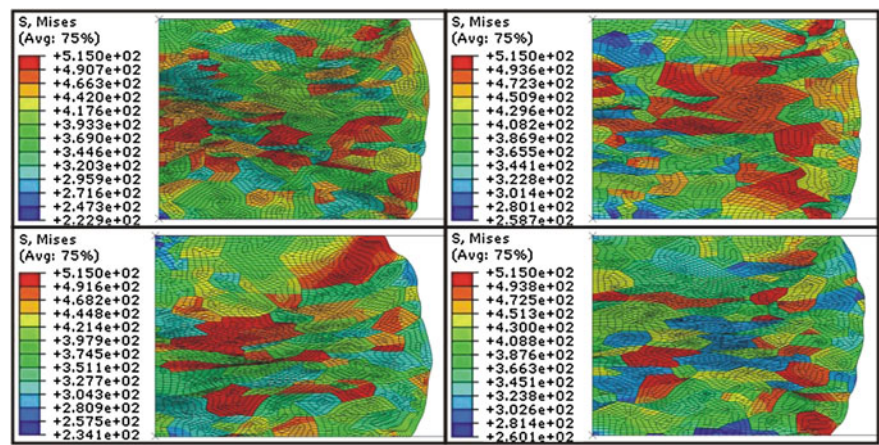 S, Mises
(Avg: 75%)
+5.150e+02
+4.907e+02
+4.663e+02
+4.420e+02
+4.176e+02
+3.933e+02
+3.690e+02
+3.446e+02
+3.203e+02
+2.959e+02
+2.716e+02
+2.473e+02
+2.229e+02
S, Mises
(Avg: 75%)
+5.150e+02
+4.936e+02
+4.723e+02
+4.509e+02
+4.296e+02
+4.082e+02
+3.869e+02
+3.655e+02
+3.441e+02
+3.228e+02
+3.014e+02
+2.801e+02
+2.587e+02
S, Mises
(Avg: 75%)
+5.150e+02
+4.916e+02
+4.682e+02
+4.448e+02
+4.214e+02
+3.979e+02
+3.745e+02
+3.511e+02
+3.277e+02
+3.043e+02
+2.809e+02
+2.575e+02
+2.341e+02
S, Mises
(Avg: 75%)
+5.150e+02
+4.938e+02
+4.725e+02
+4.513e+02
+4.300e+02
+4.088e+02
+3.876e+02
+3.663e+02
+3.451e+02
+3.238e+02
+3.026e+02
+2.814e+02
+2.601e+02